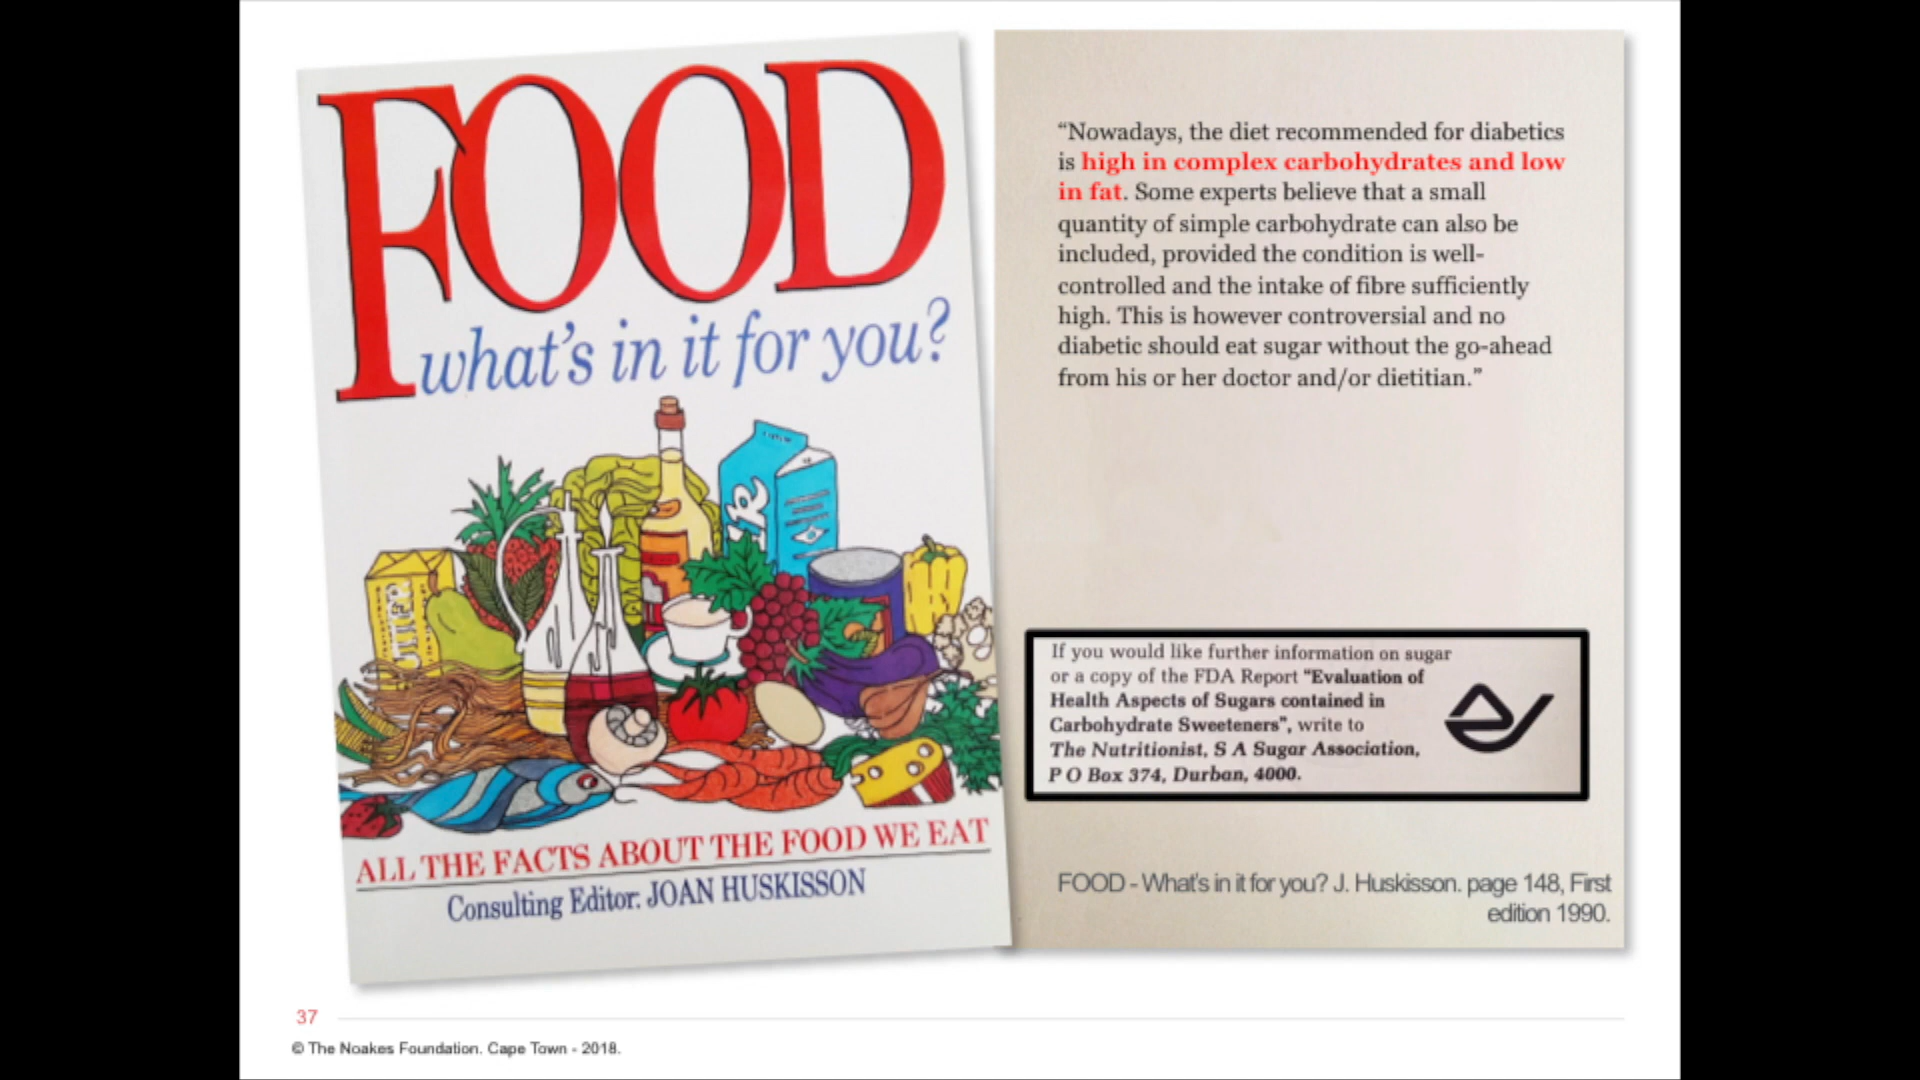 FOOD
what's in it for you?
ALL THE FACTS ABOUT THE FOOD WE EAT
Consulting Editor: JOAN HUSKISSON
“Nowadays, the diet recommended for diabetics
is high in complex carbohydrates and low
in fat. Some experts believe that a small
quantity of simple carbohydrate can also be
included, provided the condition is well-
controlled and the intake of fibre sufficiently
high. This is however controversial and no
diabetic should eat sugar without the go-ahead
from his or her doctor and/or dietitian.”
If you would like further information on sugar
or a copy of the FDA Report “Evaluation of
Health Aspects of Sugars contained in
Carbohydrate Sweeteners”, write to
The Nutritionist, S A Sugar Association,
P O Box 374, Durban, 4000.
FOOD - What's in it for you? J. Huskisson. page 148, First
edition 1990.
37
© The Noakes Foundation. Cape Town - 2018.